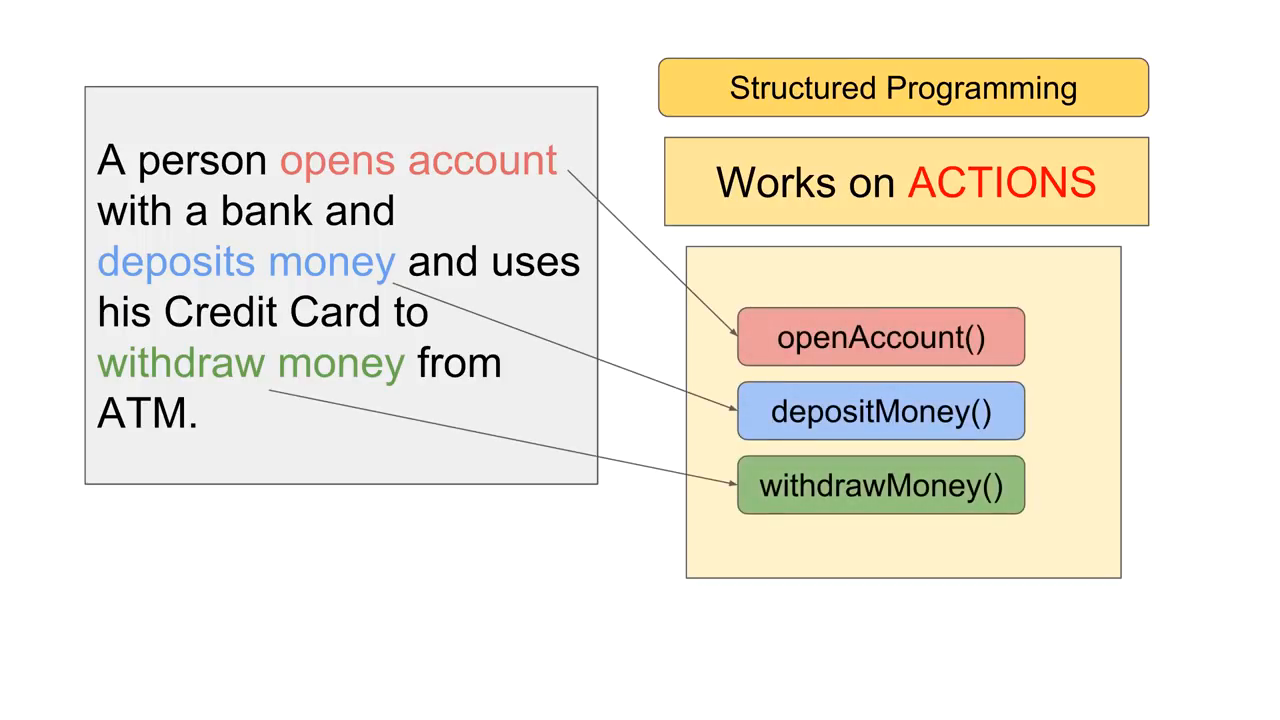 A person opens account
with a bank and
deposits money and uses
his Credit Card to
withdraw money from
ATM.
Structured Programming
Works on ACTIONS
openAccount()
depositMoney()
withdrawMoney()